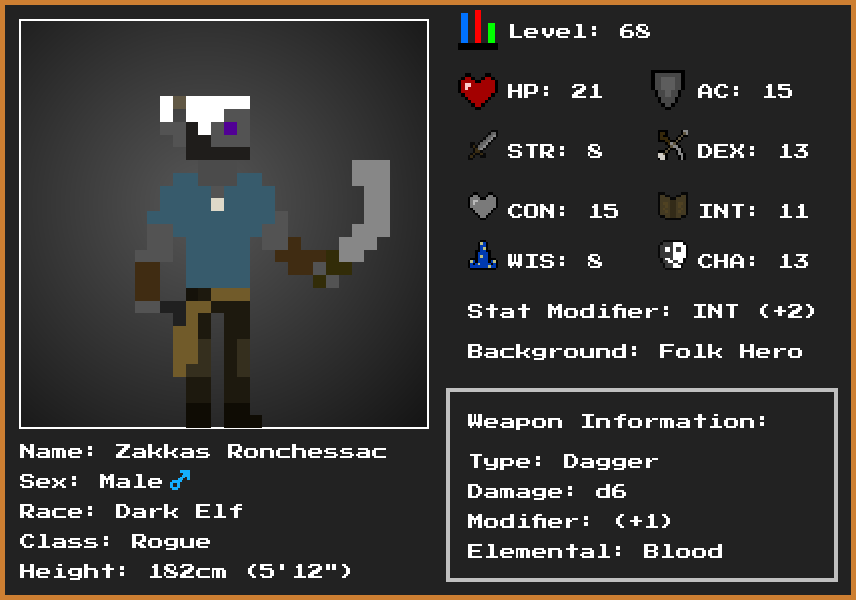 Level: 68
HP: 21
AC: 15
STR: 8
DEX: 13
CON: 15
INT: 11
WIS: 8
CHA: 13
Stat Modifier: INT (+2)
Background: Folk Hero
Name: Zakkas Ronchessac
Sex: Male♂
Race: Dark Elf
Class: Rogue
Height: 182cm (5'12")
Weapon Information:
Type: Dagger
Damage: d6
Modifier: (+1)
Elemental: Blood